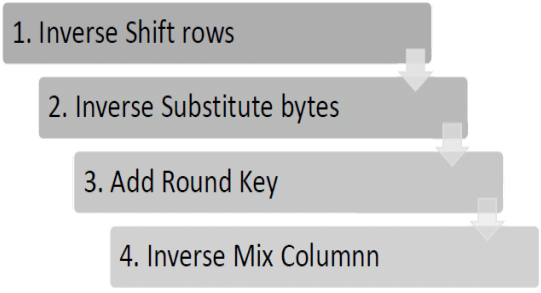 1. Inverse Shift rows
2. Inverse Substitute bytes
3. Add Round Key
4. Inverse Mix Columnn